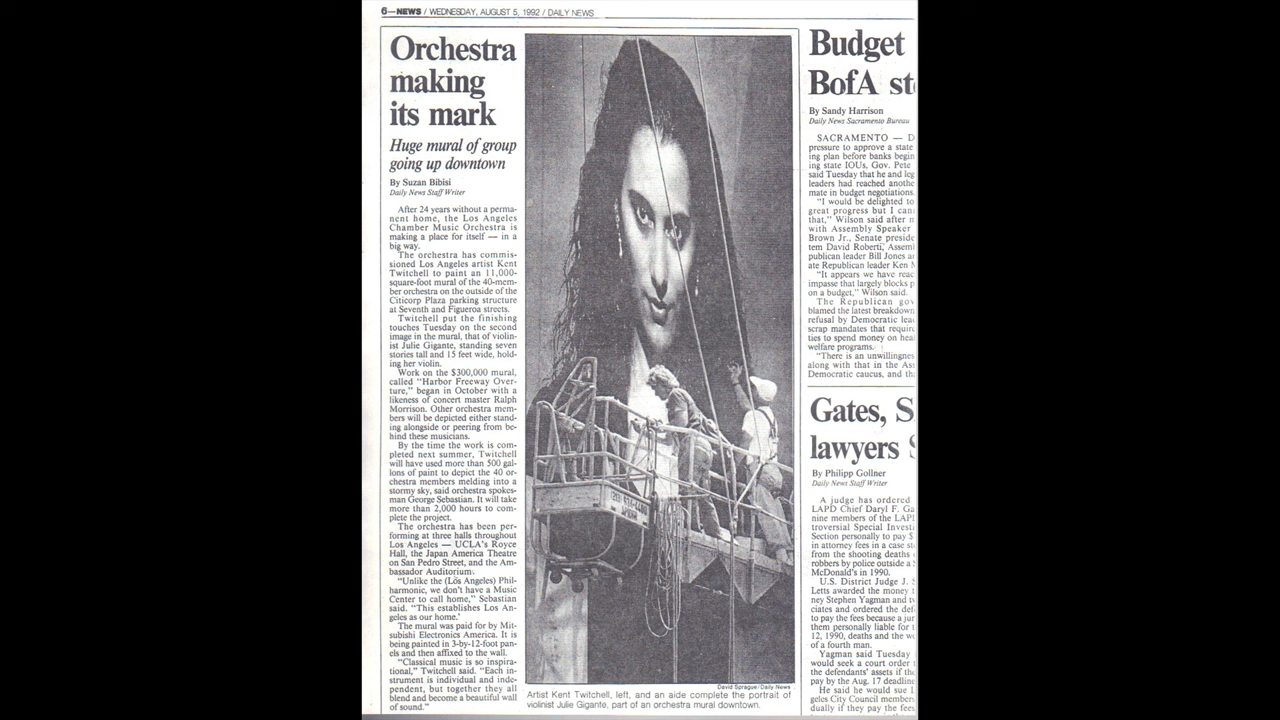 6—NEWS / WEDNESDAY, AUGUST 5, 1992 / DAILY NEWS
Orchestra
making
its mark
Huge mural of group
going up downtown
By Suzan Bibisi
Daily News Staff Writer
After 24 years without a perma-
nent home, the Los Angeles
Chamber Music Orchestra is
making a place for itself — in a
big way.
The orchestra has commis-
sioned Los Angeles artist Kent
Twitchell to paint an 11,000-
square-foot mural of the 40-mem-
ber orchestra on the outside of the
Citicorp Plaza parking structure
at Seventh and Figueroa streets.
Twitchell put the finishing
touches Tuesday on the second
image in the mural, that of violin-
ist Julie Gigante, standing seven
stories tall and 15 feet wide, hold-
ing her violin.
Work on the $300,000 mural,
called "Harbor Freeway Over-
ture," began in October with a
likeness of concert master Ralph
Morrison. Other orchestra mem-
bers will be depicted either stand-
ing alongside or peering from be-
hind these musicians.
By the time the work is com-
pleted next summer, Twitchell
will have used more than 500 gal-
lons of paint to depict the 40 or-
chestra members melding into a
stormy sky, said orchestra spokes-
man George Sebastian. It will take
more than 2,000 hours to com-
plete the project.
The orchestra has been per-
forming at three halls throughout
Los Angeles — UCLA's Royce
Hall, the Japan America Theatre
on San Pedro Street, and the Am-
bassador Auditorium.
"Unlike the (Los Angeles) Phil-
harmonic, we don't have a Music
Center to call home," Sebastian
said. "This establishes Los An-
geles as our home.'
The mural was paid for by Mit-
subishi Electronics America. It is
being painted in 3-by-12-foot pan-
els and then affixed to the wall.
"Classical music is so inspira-
tional," Twitchell said. "Each in-
strument is individual and inde-
pendent, but together they all
blend and become a beautiful wall
of sound."
David Sprague/Daily News
Artist Kent Twitchell, left, and an aide complete the portrait of
violinist Julie Gigante, part of an orchestra mural downtown.
Budget
BofA st
By Sandy Harrison
Daily News Sacramento Bureau
SACRAMENTO — D
pressure to approve a state
ing plan before banks begin
ing state IOUs, Gov. Pete
said Tuesday that he and leg
leaders had reached anothe
mate in budget negotiations.
"I would be delighted to
great progress but I can
that," Wilson said after m
with Assembly Speaker
Brown Jr., Senate preside
tem David Roberti, Assem
publican leader Bill Jones a
ate Republican leader Ken M
"It appears we have reac
impasse that largely blocks p
on a budget," Wilson said.
The Republican gov
blamed the latest breakdown
refusal by Democratic lea
scrap mandates that requir
ties to spend money on hea
welfare programs.
"There is an unwillingnes
along with that in the As
Democratic caucus, and th
Gates, S
lawyers $
By Philipp Gollner
Daily News Staff Writer
A judge has ordered
LAPD Chief Daryl F. Ga
nine members of the LAP
troversial Special Investi
Section personally to pay $
in attorney fees in a case st
from the shooting deaths
robbers by police outside a S
McDonald's in 1990.
U.S. District Judge J. S
Letts awarded the money t
ney Stephen Yagman and tw
ciates and ordered the def
to pay the fees because a jur
them personally liable for t
12, 1990, deaths and the wo
of a fourth man.
Yagman said Tuesday
would seek a court order t
the defendants' assets if the
pay by the Aug. 17 deadline
He said he would sue L
geles City Council member
dually if they pay the fees